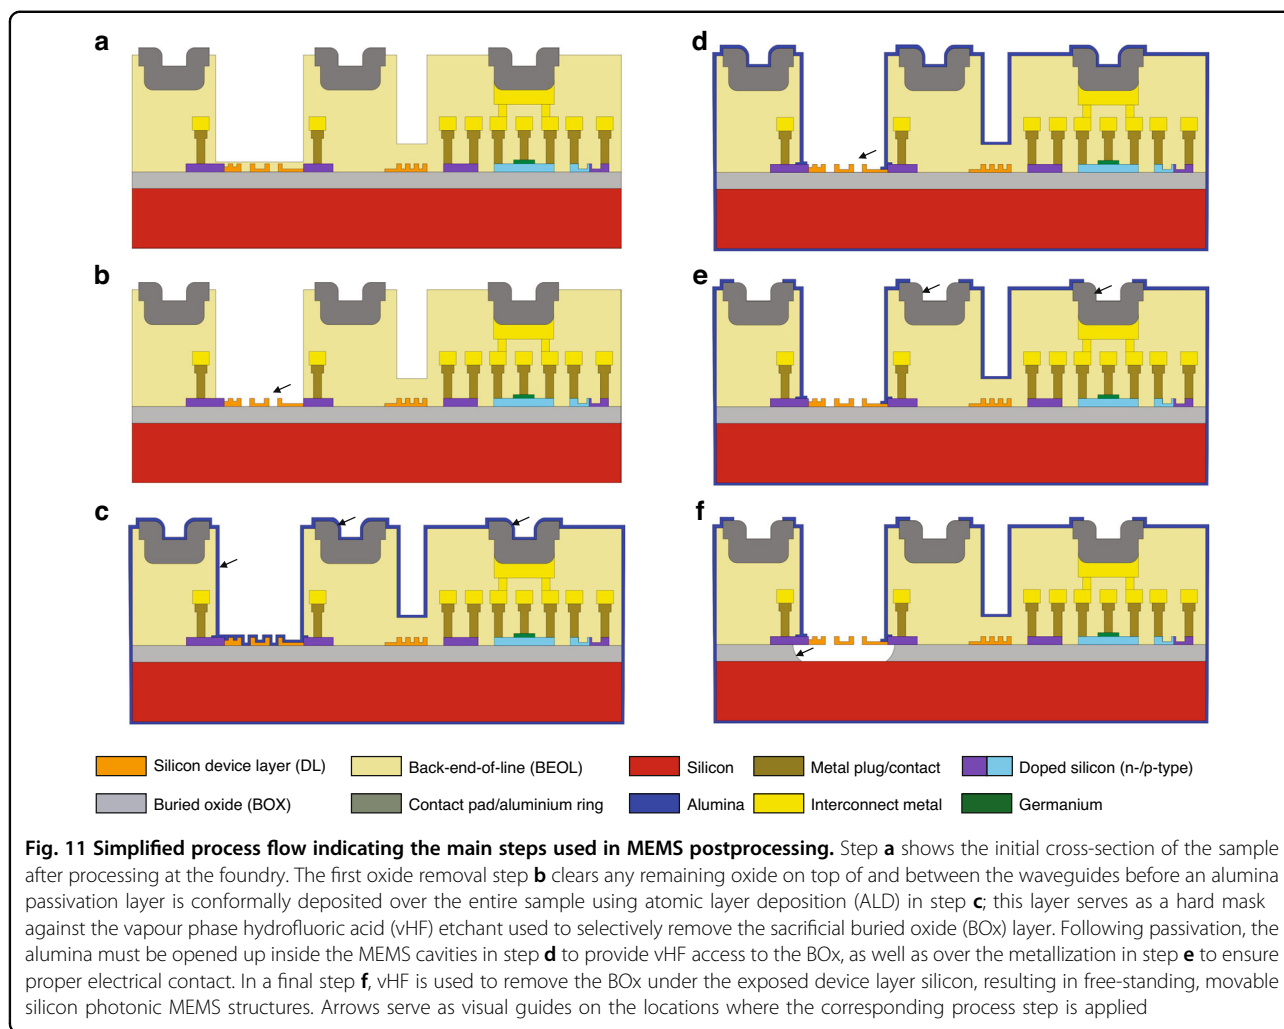 a
d
b
e
c
f
Silicon device layer (DL)
Back-end-of-line (BEOL)
Silicon
Metal plug/contact
Doped silicon (n-/p-type)
Buried oxide (BOX)
Contact pad/aluminium ring
Alumina
Interconnect metal
Germanium
Fig. 11 Simplified process flow indicating the main steps used in MEMS postprocessing. Step a shows the initial cross-section of the sample
after processing at the foundry. The first oxide removal step b clears any remaining oxide on top of and between the waveguides before an alumina
passivation layer is conformally deposited over the entire sample using atomic layer deposition (ALD) in step c; this layer serves as a hard mask
against the vapour phase hydrofluoric acid (vHF) etchant used to selectively remove the sacrificial buried oxide (BOx) layer. Following passivation, the
alumina must be opened up inside the MEMS cavities in step d to provide vHF access to the BOx, as well as over the metallization in step e to ensure
proper electrical contact. In a final step f, vHF is used to remove the BOx under the exposed device layer silicon, resulting in free-standing, movable
silicon photonic MEMS structures. Arrows serve as visual guides on the locations where the corresponding process step is applied